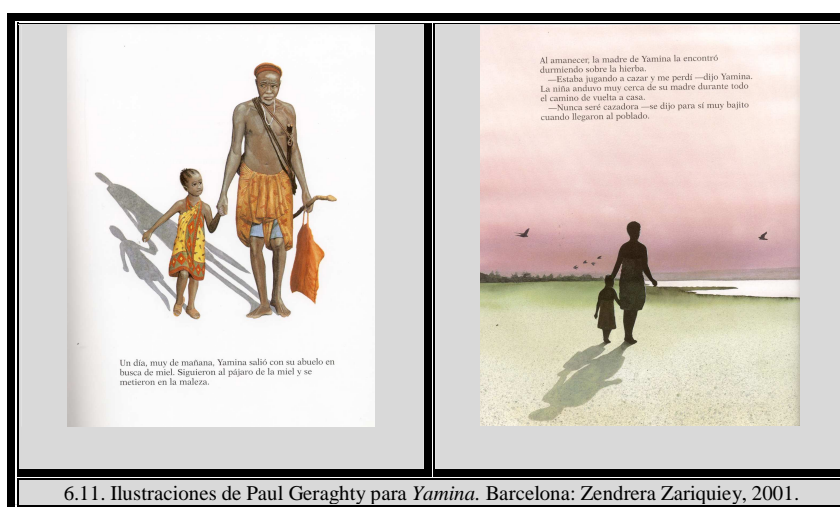 Un día, muy de mañana, Yamina salió con su abuelo en
busca de miel. Siguieron al pájaro de la miel y se
metieron en la maleza.
Al amanecer, la madre de Yamina la encontró
durmiendo sobre la hierba.
—Estaba jugando a cazar y me perdí —dijo Yamina.
La niña anduvo muy cerca de su madre durante todo
el camino de vuelta a casa.
—Nunca seré cazadora —se dijo para sí muy bajito
cuando llegaron al poblado.
6.11. Ilustraciones de Paul Geraghty para Yamina. Barcelona: Zendrera Zariquiey, 2001.